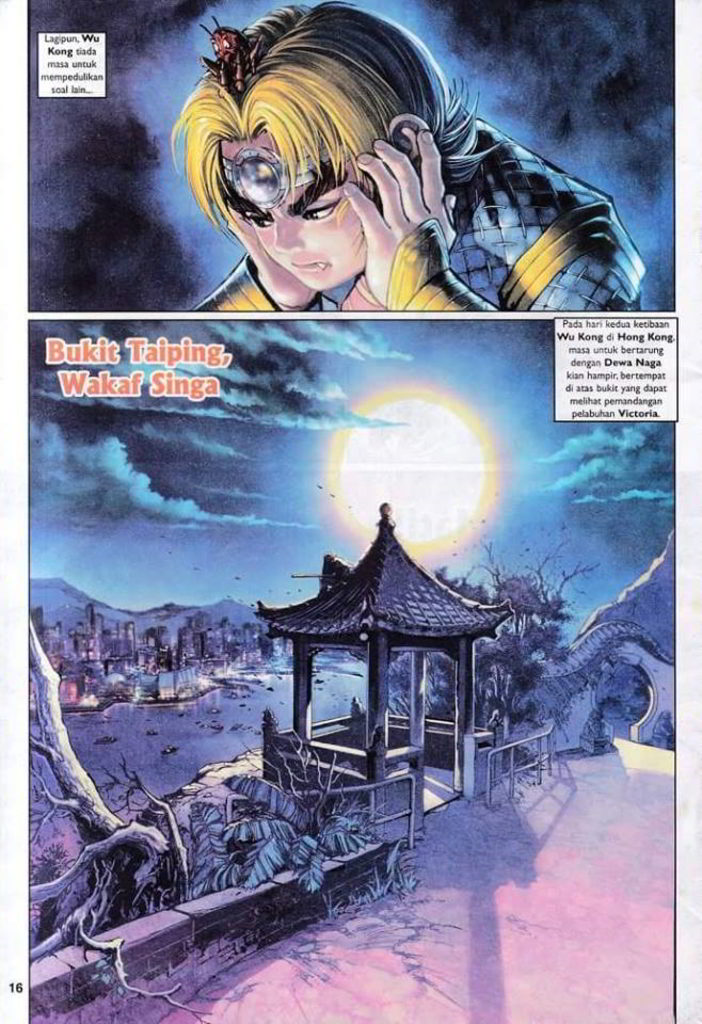 Lagipun, Wu
Kong tiada
masa untuk
mempedulikan
soal lain...
Bukit Taiping,
Wakaf Singa
Pada hari kedua ketibaan
Wu Kong di Hong Kong,
masa untuk bertarung
dengan Dewa Naga
kian hampir, bertempat
di atas bukit yang dapat
melihat pemandangan
pelabuhan Victoria.
16